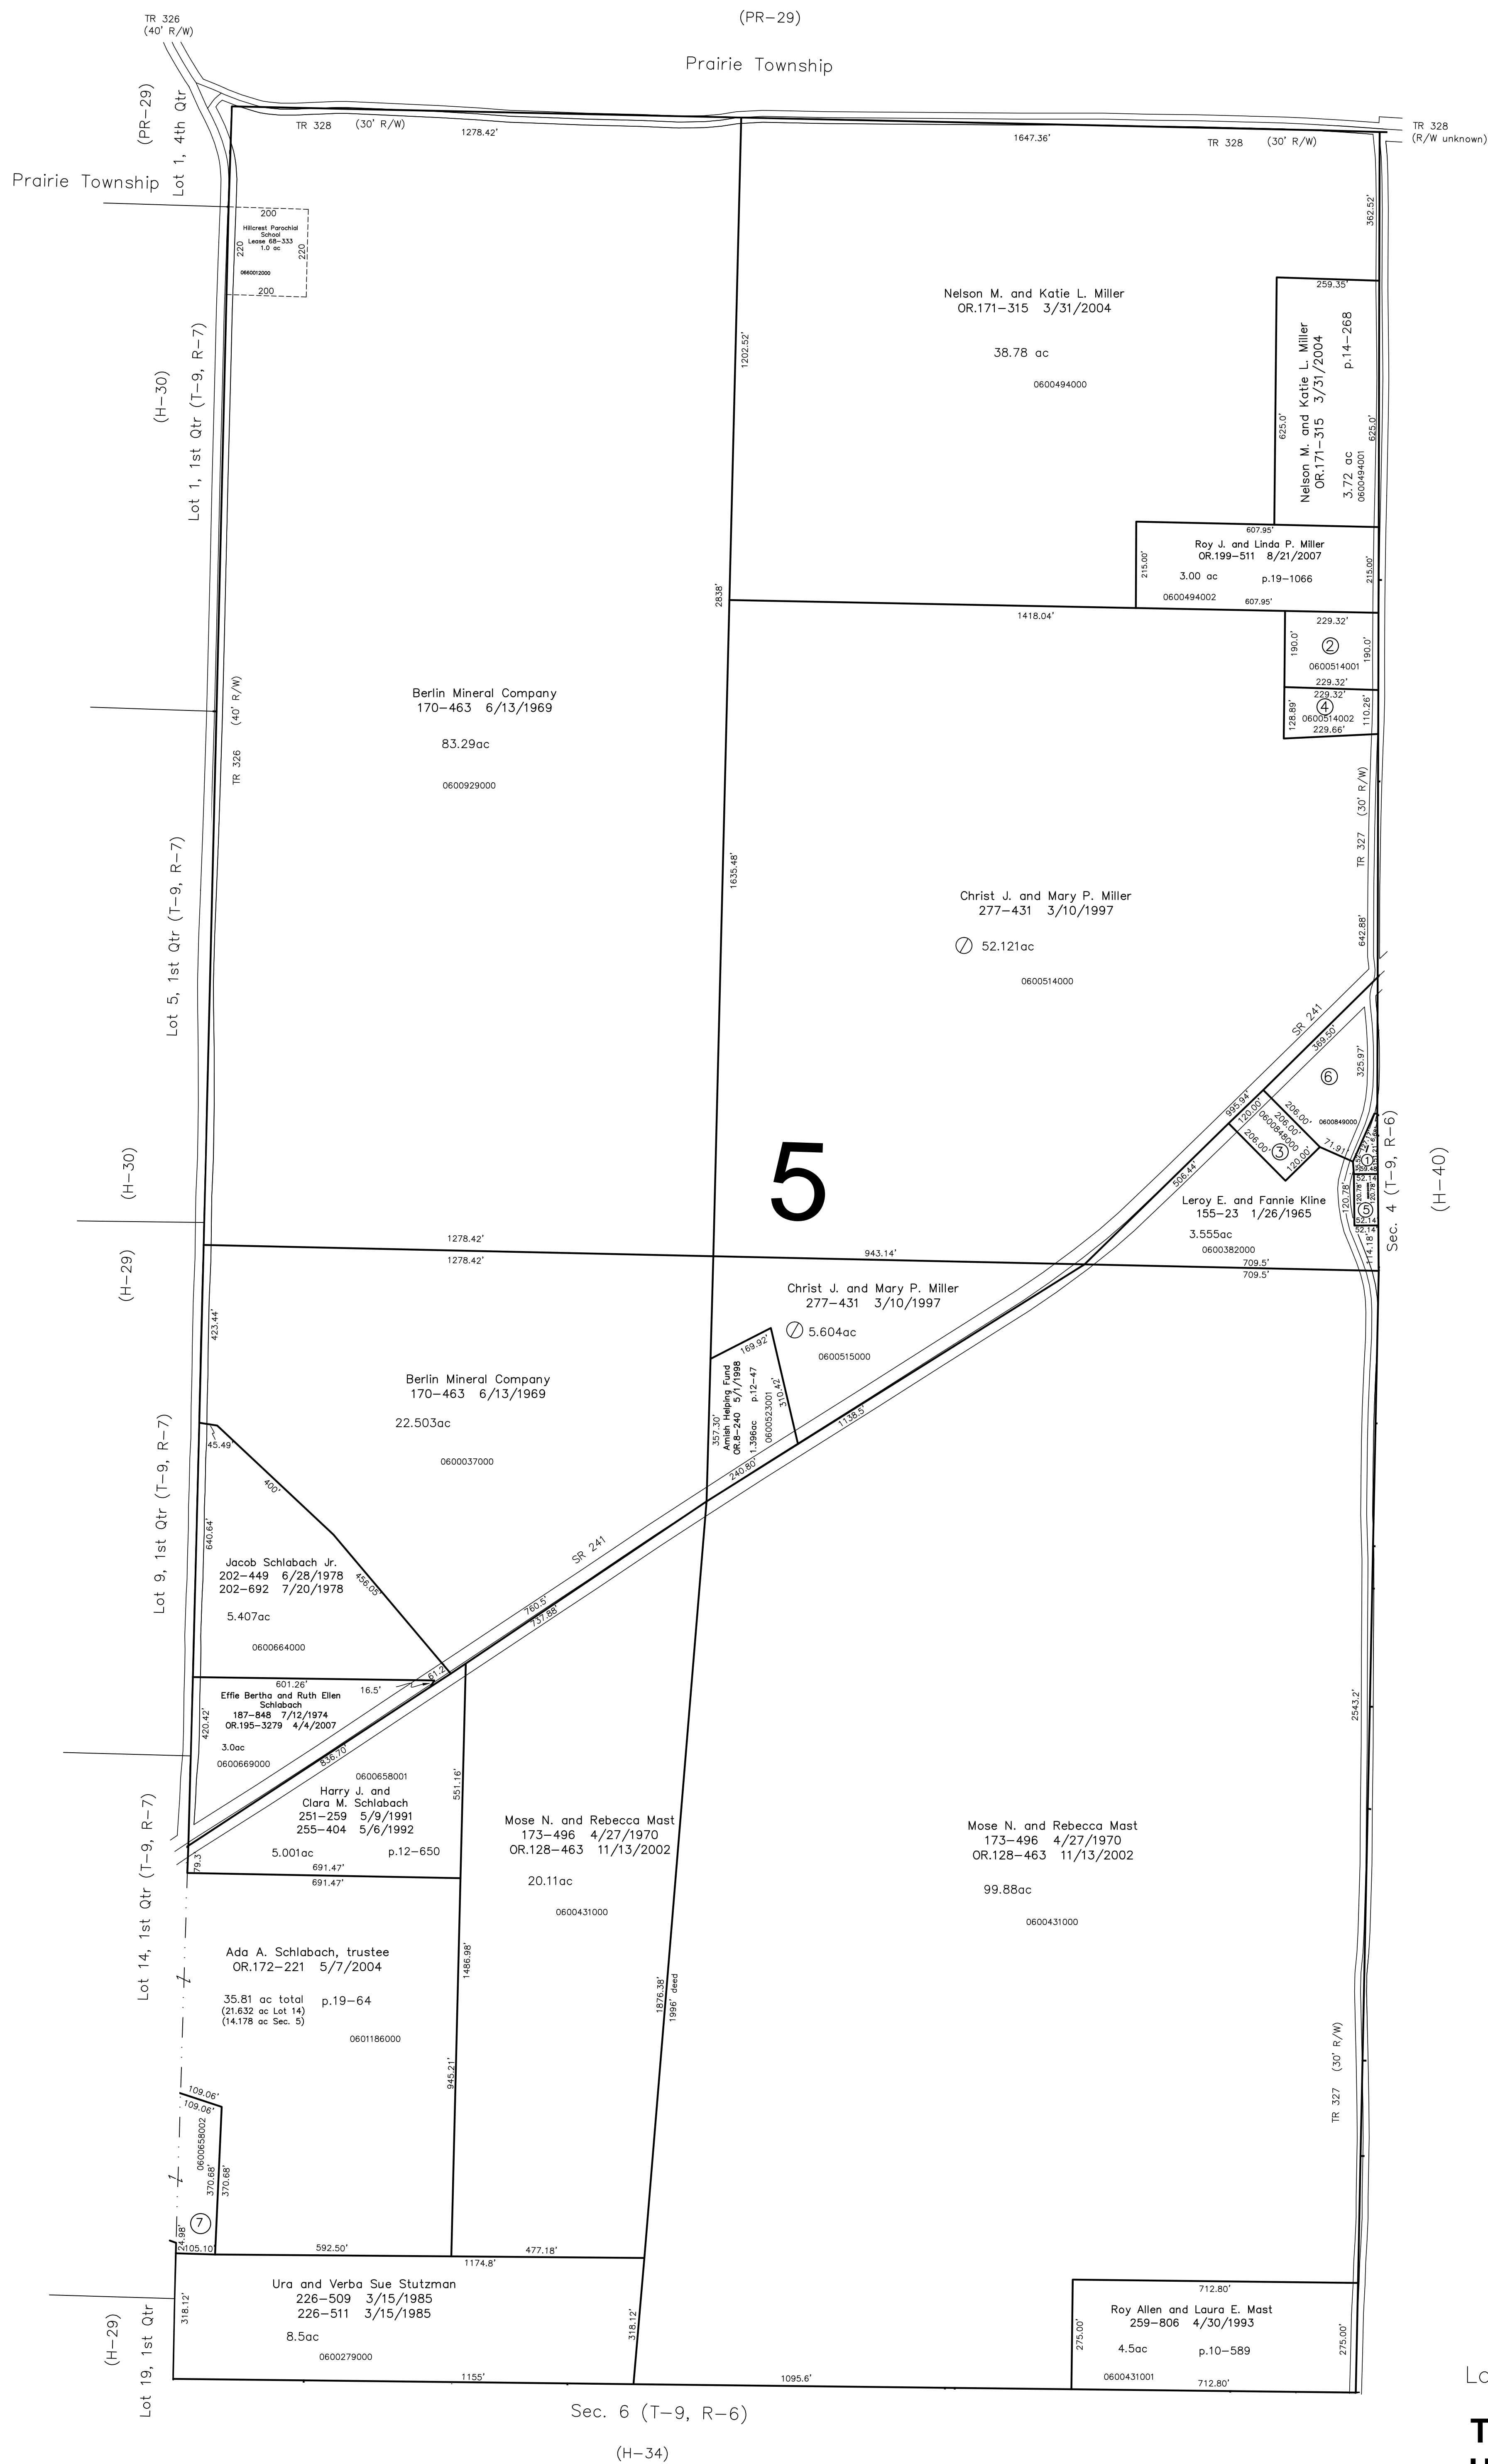 TR 326
(40' R/W)
(PR-29)
Prairie Township
(PR-29)
Lot 1, 4th Qtr
Prairie Township
TR 328 (30' R/W)
1278.42'
1647.36'
TR 328 (30' R/W)
TR 328
(R/W unknown)
200
220
Hillcrest Parochial
School
Lease 68-333
1.0 ac
220
0660012000
200
362.52'
259.35'
Nelson M. and Katie L. Miller
OR.171-315 3/31/2004
38.78 ac
0600494000
1202.52'
625.0'
Nelson M. and Katie L. Miller
OR.171-315 3/31/2004
p.14-268
3.72 ac
0600494001
625.0'
(H-30)
Lot 1, 1st Qtr (T-9, R-7)
607.95'
Roy J. and Linda P. Miller
OR.199-511 8/21/2007
3.00 ac p.19-1066
0600494002
607.95'
215.00'
215.00'
2838'
1418.04'
229.32'
190.0'
2
190.0'
0600514001
229.32'
229.32'
128.89'
4
110.26'
0600514002
229.66'
Berlin Mineral Company
170-463 6/13/1969
83.29ac
0600929000
TR 326 (40' R/W)
TR 327 (30' R/W)
1635.48'
Christ J. and Mary P. Miller
277-431 3/10/1997
52.121ac
0600514000
642.88'
Lot 5, 1st Qtr (T-9, R-7)
SR 241
369.50'
325.97'
6
0600849000
995.94'
120.00'
206.00'
206.00'
0600848000
206.00'
3
120.00'
71.91'
1
52.14
120.78'
120.78'
120.78'
5
52.14
52.14
114.18'
Sec. 4 (T-9, R-6)
(H-40)
506.44'
Leroy E. and Fannie Kline
155-23 1/26/1965
3.555ac
0600382000
709.5'
709.5'
5
(H-30)
(H-29)
1278.42'
1278.42'
943.14'
Christ J. and Mary P. Miller
277-431 3/10/1997
5.604ac
0600515000
423.44'
169.92'
357.30'
Amish Helping Fund
OR.8-240 5/1/1998
1.396ac p.12-47
0600523001
310.42'
1138.5'
240.80'
Berlin Mineral Company
170-463 6/13/1969
22.503ac
0600037000
45.49'
400'
640.64'
456.05'
Lot 9, 1st Qtr (T-9, R-7)
SR 241
Jacob Schlabach Jr.
202-449 6/28/1978
202-692 7/20/1978
5.407ac
0600664000
760.5'
737.88'
61.2'
601.26'
16.5'
Effie Bertha and Ruth Ellen
Schlabach
187-848 7/12/1974
OR.195-3279 4/4/2007
3.0ac
0600669000
420.42'
836.70'
0600658001
Harry J. and
Clara M. Schlabach
251-259 5/9/1991
255-404 5/6/1992
5.001ac p.12-650
551.16'
79.3'
691.47'
691.47'
Lot 14, 1st Qtr (T-9, R-7)
Mose N. and Rebecca Mast
173-496 4/27/1970
OR.128-463 11/13/2002
20.11ac
0600431000
Mose N. and Rebecca Mast
173-496 4/27/1970
OR.128-463 11/13/2002
99.88ac
0600431000
2543.2'
Ada A. Schlabach, trustee
OR.172-221 5/7/2004
35.81 ac total p.19-64
(21.632 ac Lot 14)
(14.178 ac Sec. 5)
0601186000
1486.98'
945.21'
1876.38'
1996' deed
TR 327 (30' R/W)
109.06'
109.06'
0600658002
370.68'
370.68'
7
24.98'
105.10'
592.50'
477.18'
1174.8'
Ura and Verba Sue Stutzman
226-509 3/15/1985
226-511 3/15/1985
8.5ac
0600279000
318.12'
318.12'
1155'
1095.6'
712.80'
Roy Allen and Laura E. Mast
259-806 4/30/1993
4.5ac p.10-589
0600431001
712.80'
275.00'
275.00'
(H-29)
Lot 19, 1st Qtr
Sec. 6 (T-9, R-6)
(H-34)